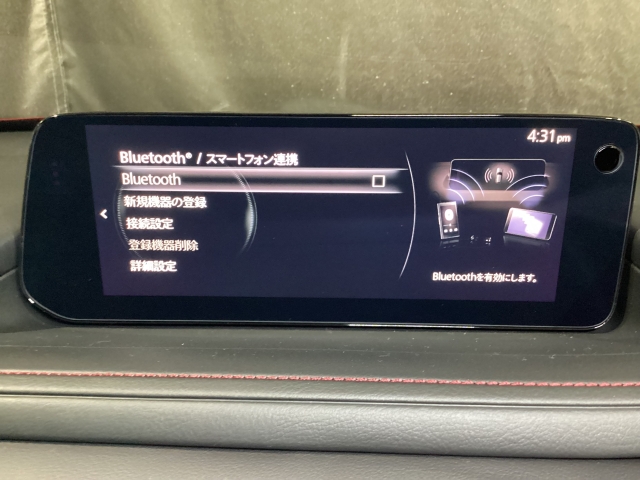 4:31 pm
Bluetooth® / スマートフォン連携
Bluetooth
新規機器の登録
接続設定
登録機器削除
詳細設定
Bluetoothを有効にします。